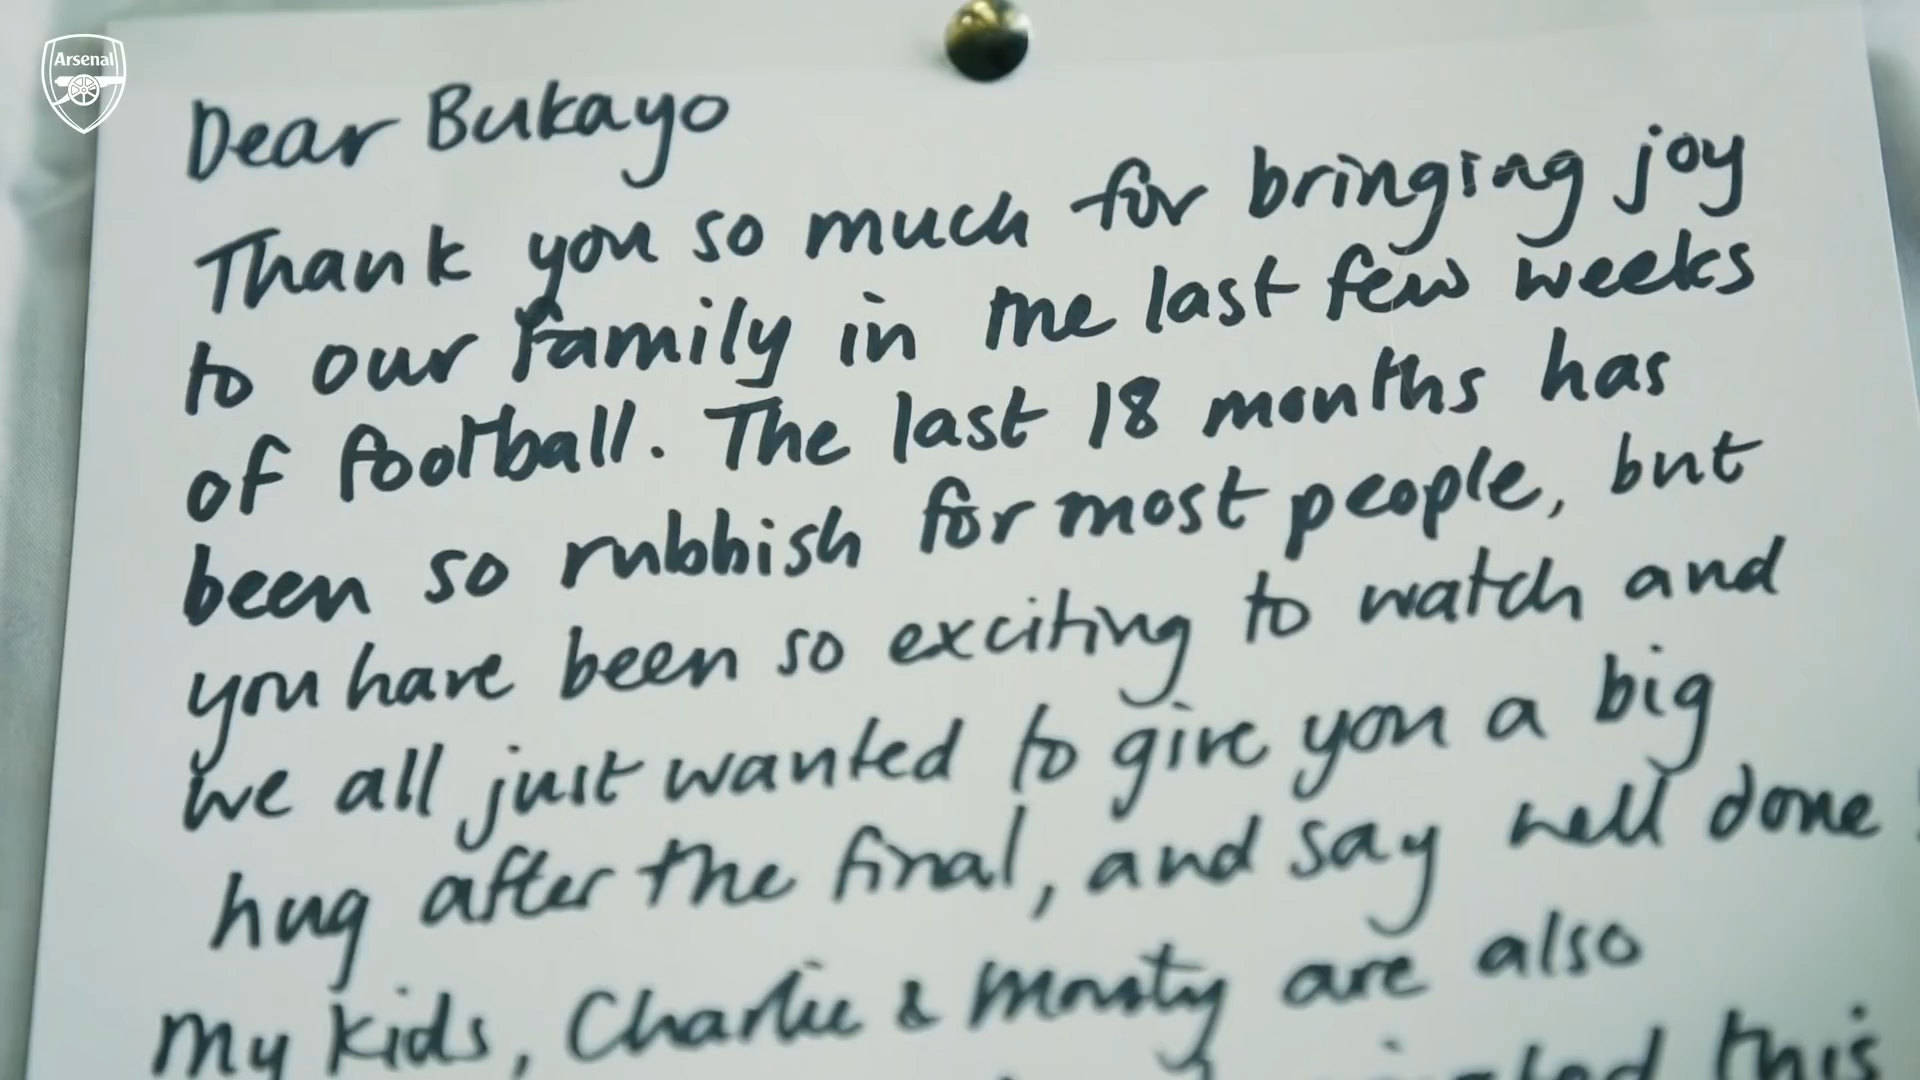 Arsenal
Dear Bukayo
Thank you so much for bringing joy
to our family in the last few weeks
of football. The last 18 months has
been so rubbish for most people, but
you have been so exciting to watch and
we all just wanted to give you a big
hug after the final, and say well done!
My kids, Charlie & Monty are also
this